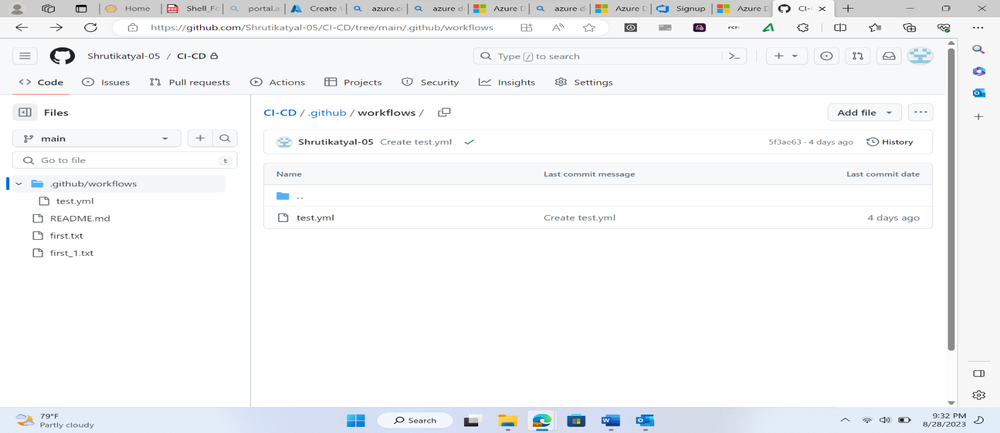 Home
Shell_Fo
portal.a
Create V
azure.co
azure d
Azure D
azure d
Azure D
Signup
Azure D
CI-
https://github.com/Shrutikatyal-05/CI-CD/tree/main/.github/workflows
Shrutikatyal-05 / CI-CD
Type / to search
Code
Issues
Pull requests
Actions
Projects
Security
Insights
Settings
Files
main
Go to file
t
.github/workflows
test.yml
README.md
first.txt
first_1.txt
CI-CD / .github / workflows /
Add file
Shrutikatyal-05 Create test.yml
5f3ae63 · 4 days ago
History
Name Last commit message Last commit date
..
test.yml Create test.yml 4 days ago
79°F
Partly cloudy
Search
9:32 PM
8/28/2023